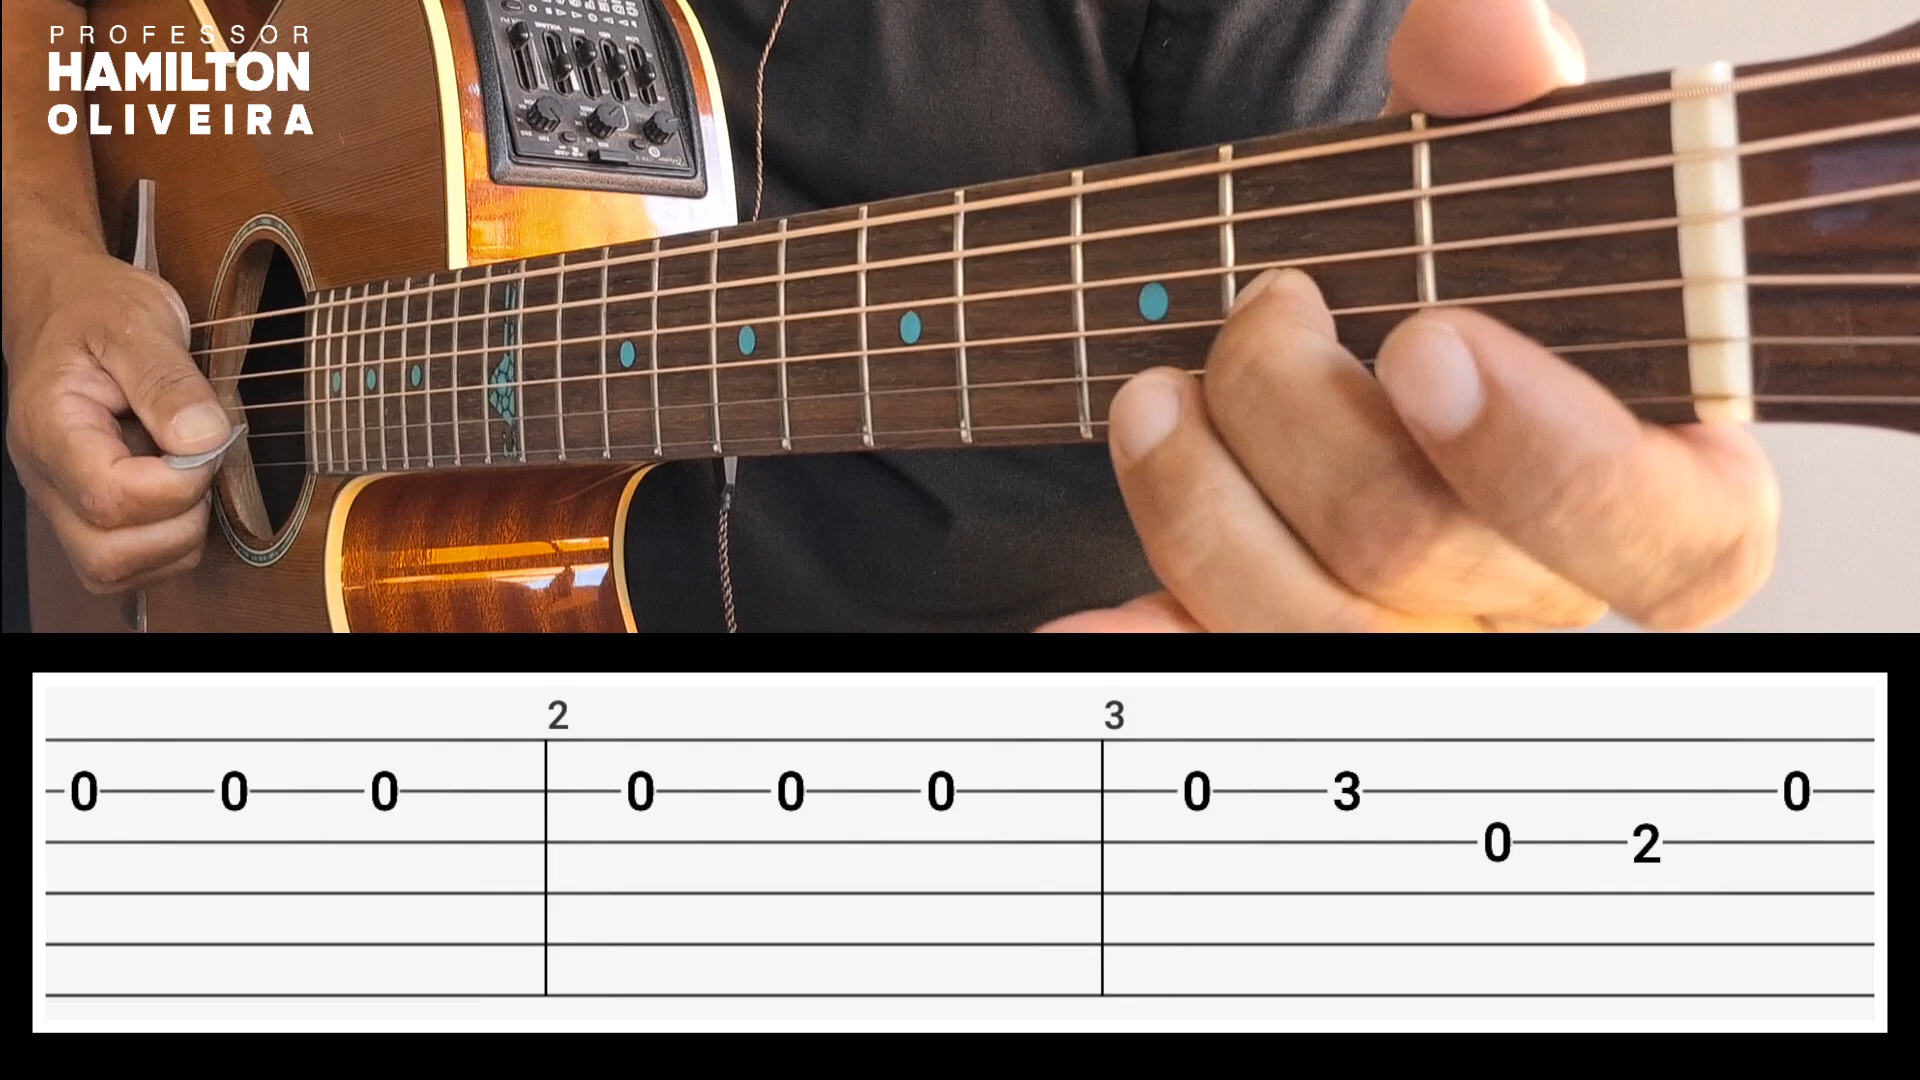 PROFESSOR
HAMILTON
OLIVEIRA
2 3
0 0 0 0 0 0 0 3 0
0 2